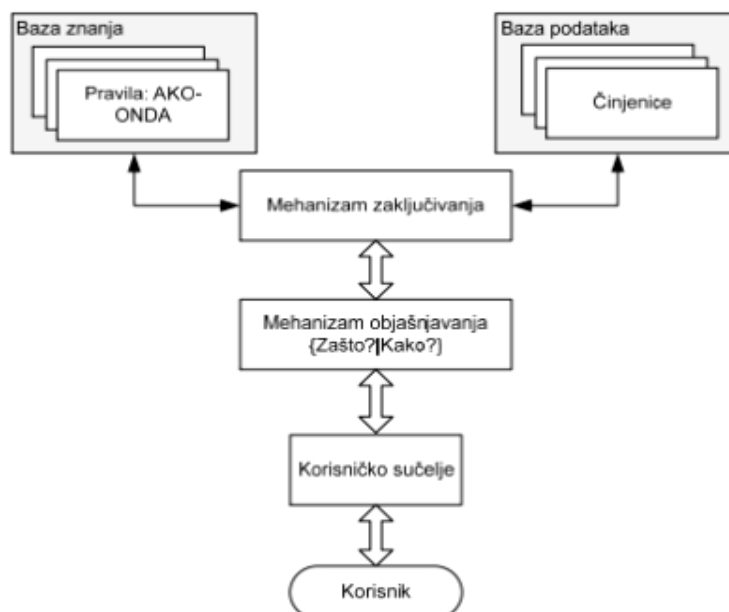 Baza znanja
Pravila: AKO-
ONDA
Baza podataka
Činjenice
Mehanizam zaključivanja
Mehanizam objašnjavanja
{Zašto?|Kako?}
Korisničko sučelje
Korisnik